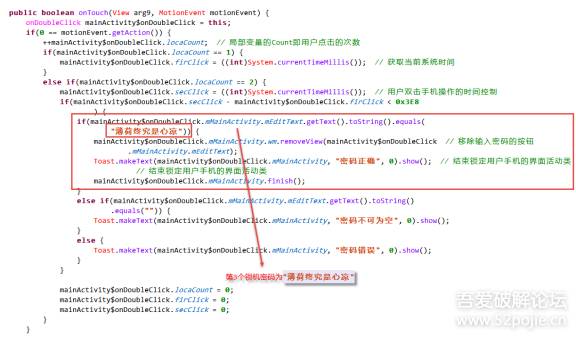 public boolean onTouch(View arg9, MotionEvent motionEvent) {
onDoubleClick mainActivity$onDoubleClick = this;
if(0 == motionEvent.getAction()) {
++mainActivity$onDoubleClick.locaCount; // 局部变量的Count即用户点击的次数
if(mainActivity$onDoubleClick.locaCount == 1) {
mainActivity$onDoubleClick.firClick = ((int)System.currentTimeMillis()); // 获取当前系统时间
}
else if(mainActivity$onDoubleClick.locaCount == 2) {
mainActivity$onDoubleClick.secClick = ((int)System.currentTimeMillis()); // 用户双击手机操作的时间控制
if(mainActivity$onDoubleClick.secClick - mainActivity$onDoubleClick.firClick < 0x3E8
) {
if(mainActivity$onDoubleClick.mMainActivity.mEditText.getText().toString().equals(
"薄荷终究是心凉")) {
mainActivity$onDoubleClick.mMainActivity.wm.removeView(mainActivity$onDoubleClick // 移除输入密码的按钮
.mMainActivity.mEditText);
Toast.makeText(mainActivity$onDoubleClick.mMainActivity, "密码正确", 0).show(); // 结束锁定用户手机的界面活动类
// 结束锁定用户手机的界面活动类
mainActivity$onDoubleClick.mMainActivity.finish();
}
else if(mainActivity$onDoubleClick.mMainActivity.mEditText.getText().toString()
.equals("")) {
Toast.makeText(mainActivity$onDoubleClick.mMainActivity, "密码不可为空", 0).show();
}
else {
Toast.makeText(mainActivity$onDoubleClick.mMainActivity, "密码错误", 0).show();
}
}
第3个锁机密码为"薄荷终究是心凉"
mainActivity$onDoubleClick.locaCount = 0;
mainActivity$onDoubleClick.firClick = 0;
mainActivity$onDoubleClick.secClick = 0;
}
}
吾爱破解论坛
www.52pojie.cn